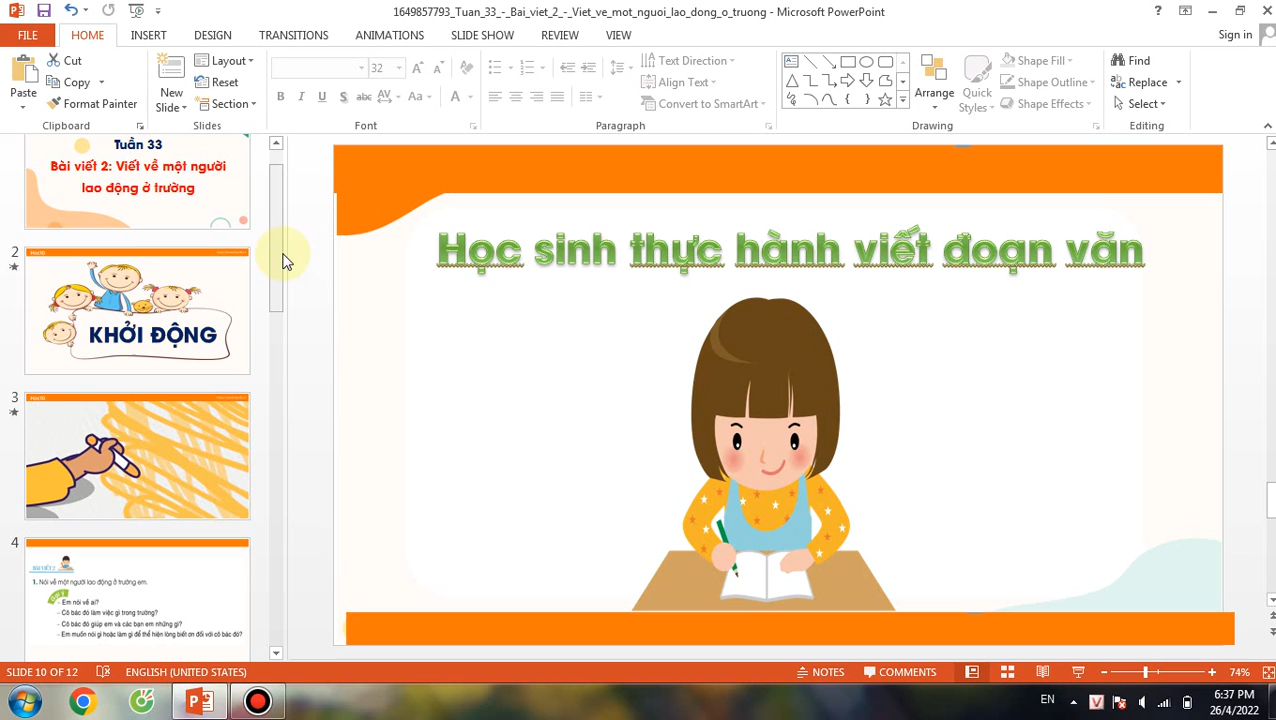 1649857793_Tuan_33_-_Bai_viet_2_-_Viet_ve_mot_nguoi_lao_dong_o_truong - Microsoft PowerPoint
FILE HOME INSERT DESIGN TRANSITIONS ANIMATIONS SLIDE SHOW REVIEW VIEW Sign in
Paste
Cut
Copy
Format Painter
Clipboard
New Slide
Layout
Reset
Section
Slides
32
Font
Text Direction
Align Text
Convert to SmartArt
Paragraph
Arrange
Quick Styles
Shape Fill
Shape Outline
Shape Effects
Drawing
Find
Replace
Select
Editing
Tuần 33
Bài viết 2: Viết về một người
lao động ở trường
2
KHỞI ĐỘNG
3
4
BÀI VIẾT 2
1. Nói về một người lao động ở trường em.
- Em nói về ai?
- Cô bác đó làm việc gì trong trường?
- Cô bác đó giúp em và các bạn em những gì?
- Em muốn nói gì hoặc làm gì để thể hiện lòng biết ơn đối với cô bác đó?
Học sinh thực hành viết đoạn văn
SLIDE 10 OF 12 ENGLISH (UNITED STATES) NOTES COMMENTS 74%
EN
6:37 PM
26/4/2022